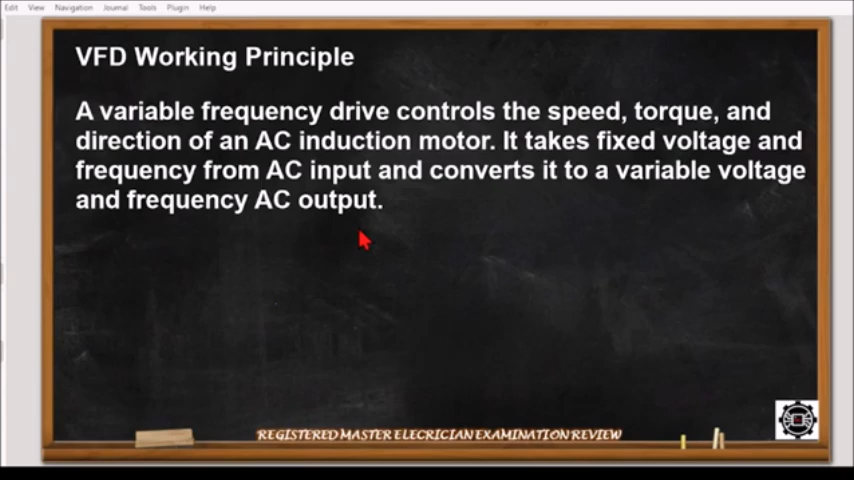 Edit View Navigation Journal Tools Plugin Help
VFD Working Principle
A variable frequency drive controls the speed, torque, and
direction of an AC induction motor. It takes fixed voltage and
frequency from AC input and converts it to a variable voltage
and frequency AC output.
REGISTERED MASTER ELECRICIAN EXAMINATION REVIEW